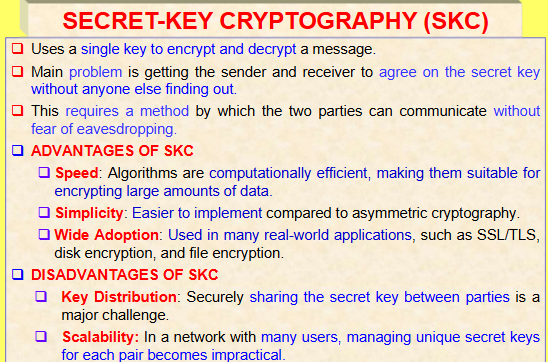 SECRET-KEY CRYPTOGRAPHY (SKC)
Uses a single key to encrypt and decrypt a message.
Main problem is getting the sender and receiver to agree on the secret key
without anyone else finding out.
This requires a method by which the two parties can communicate without
fear of eavesdropping.
ADVANTAGES OF SKC
Speed: Algorithms are computationally efficient, making them suitable for
encrypting large amounts of data.
Simplicity: Easier to implement compared to asymmetric cryptography.
Wide Adoption: Used in many real-world applications, such as SSL/TLS,
disk encryption, and file encryption.
DISADVANTAGES OF SKC
Key Distribution: Securely sharing the secret key between parties is a
major challenge.
Scalability: In a network with many users, managing unique secret keys
for each pair becomes impractical.